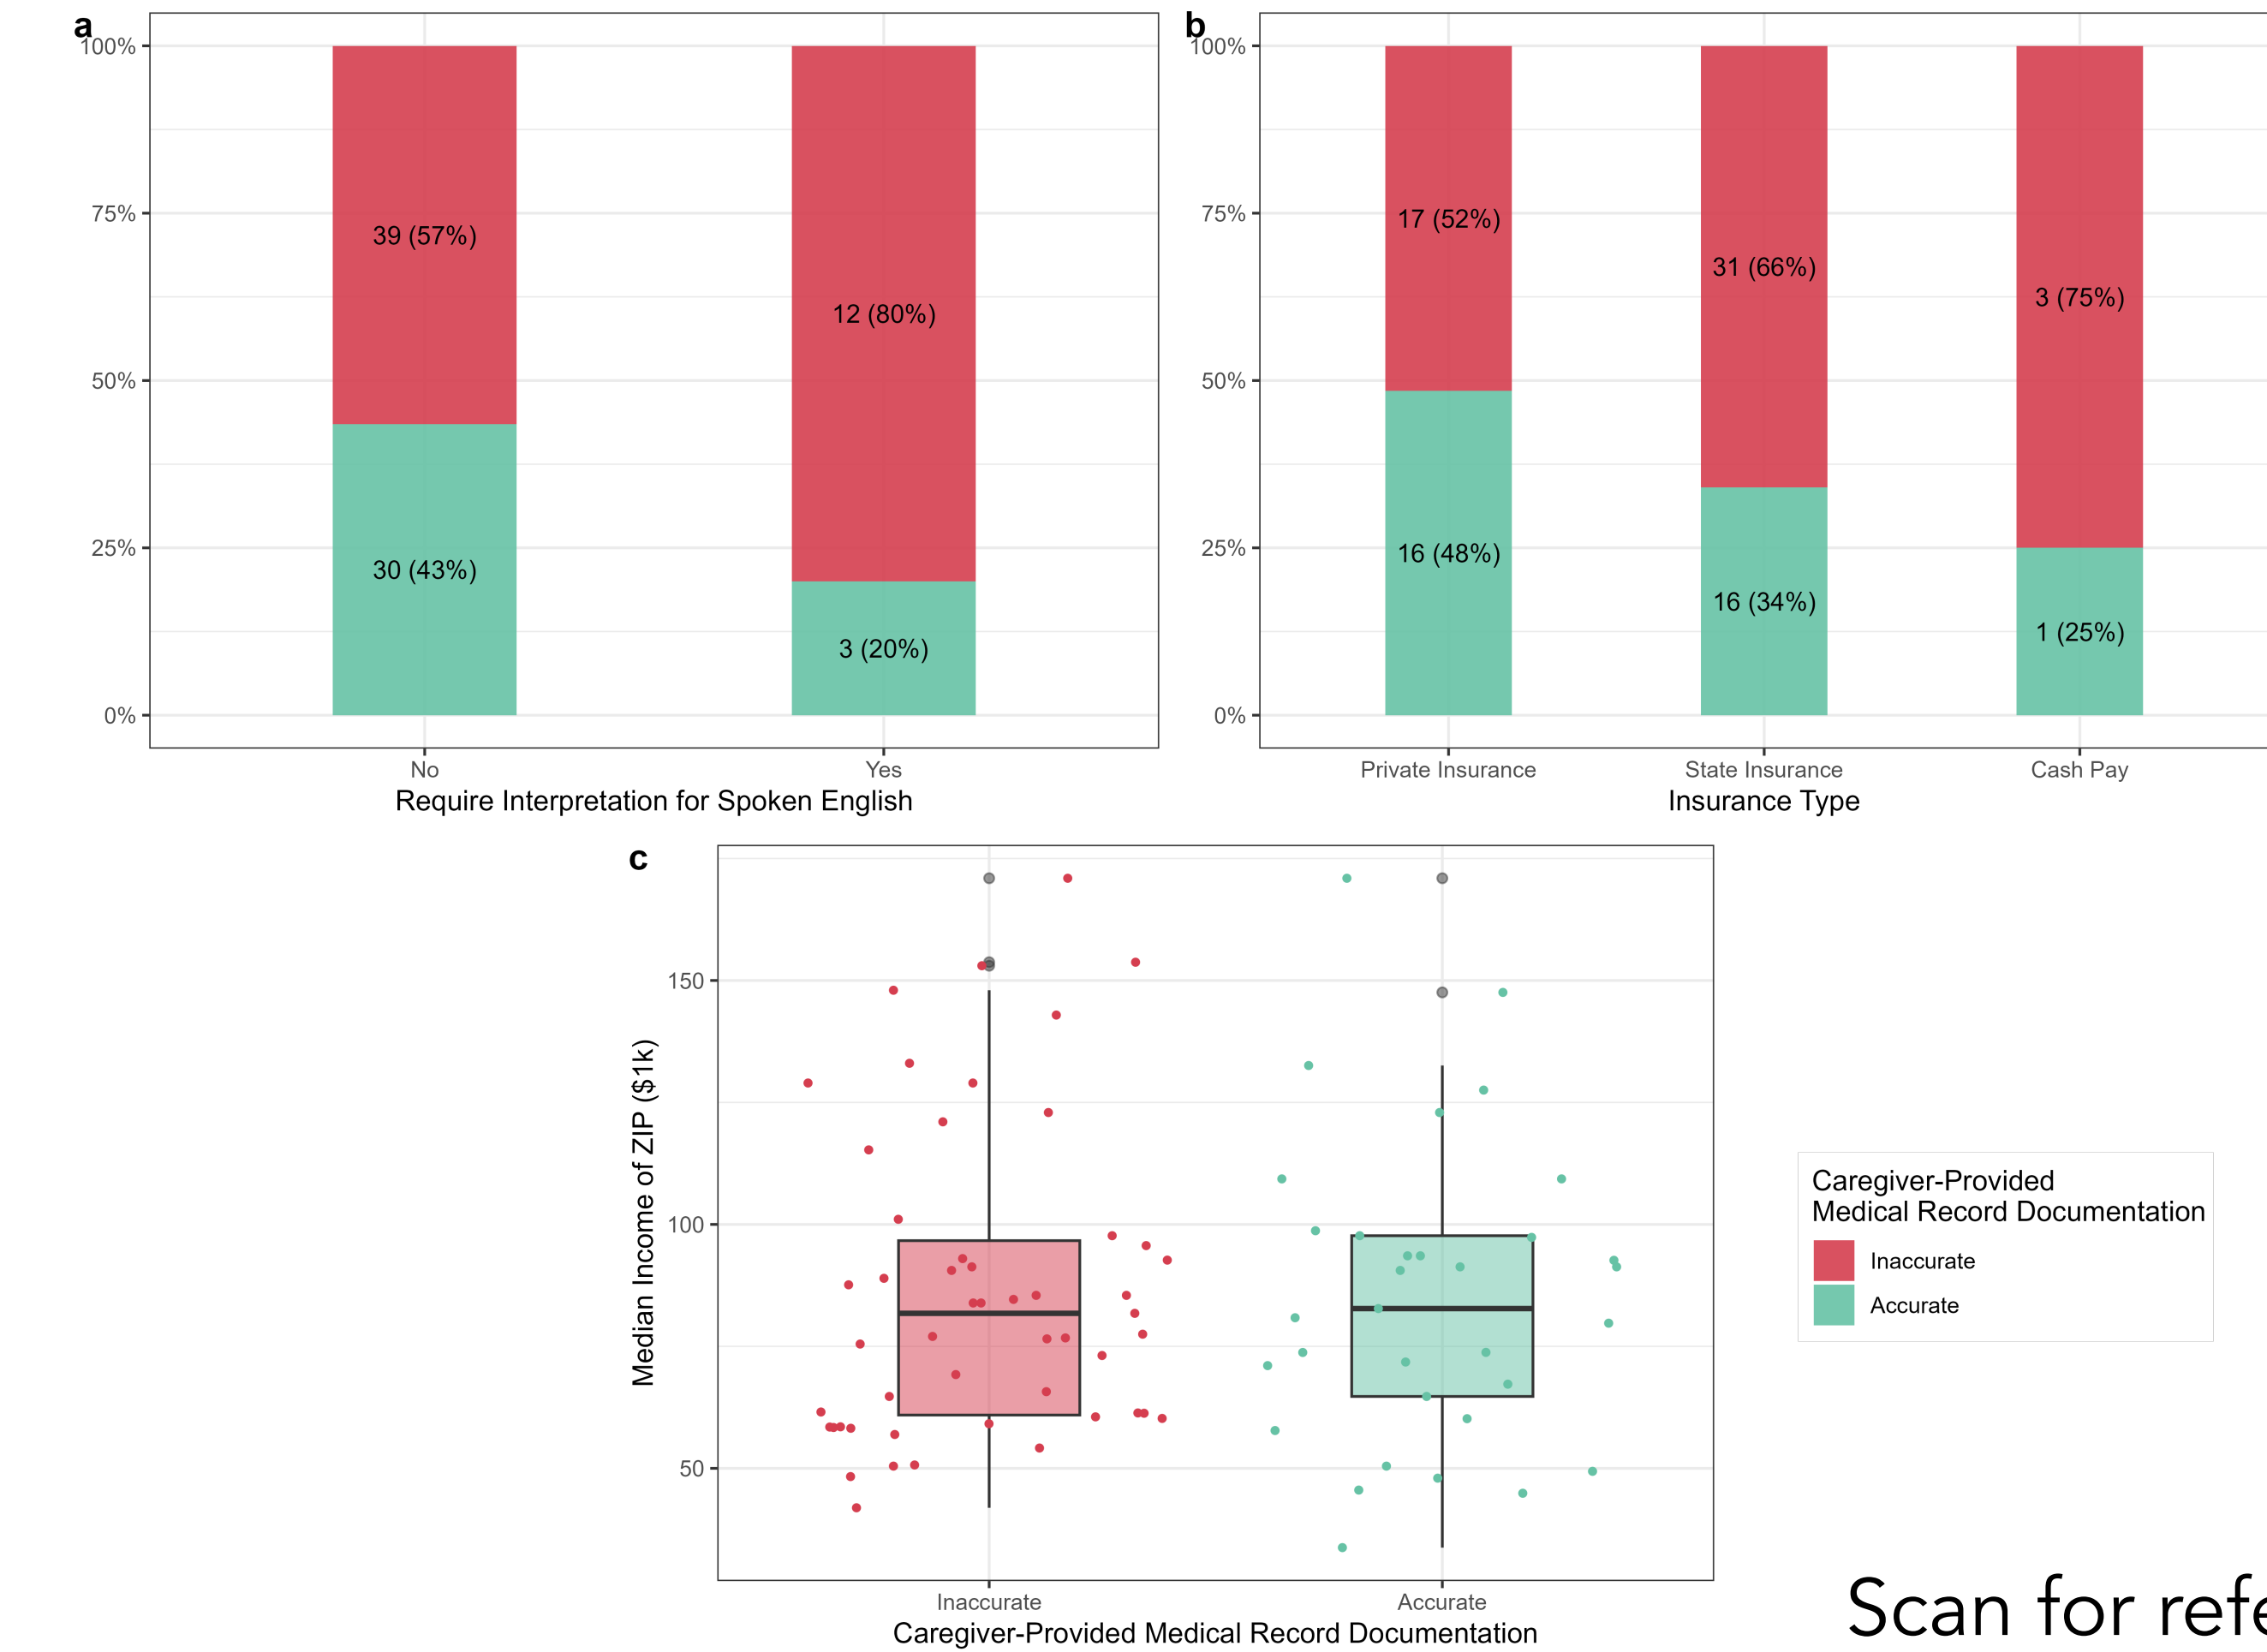 a
100%
75%
50%
25%
0%
39 (57%)
30 (43%)
12 (80%)
3 (20%)
No
Yes
Require Interpretation for Spoken English
b
100%
75%
50%
25%
0%
17 (52%)
16 (48%)
31 (66%)
16 (34%)
3 (75%)
1 (25%)
Private Insurance
State Insurance
Cash Pay
Insurance Type
c
Median Income of ZIP ($1k)
150
100
50
Inaccurate
Accurate
Caregiver-Provided Medical Record Documentation
Caregiver-Provided
Medical Record Documentation
Inaccurate
Accurate
Scan for refe